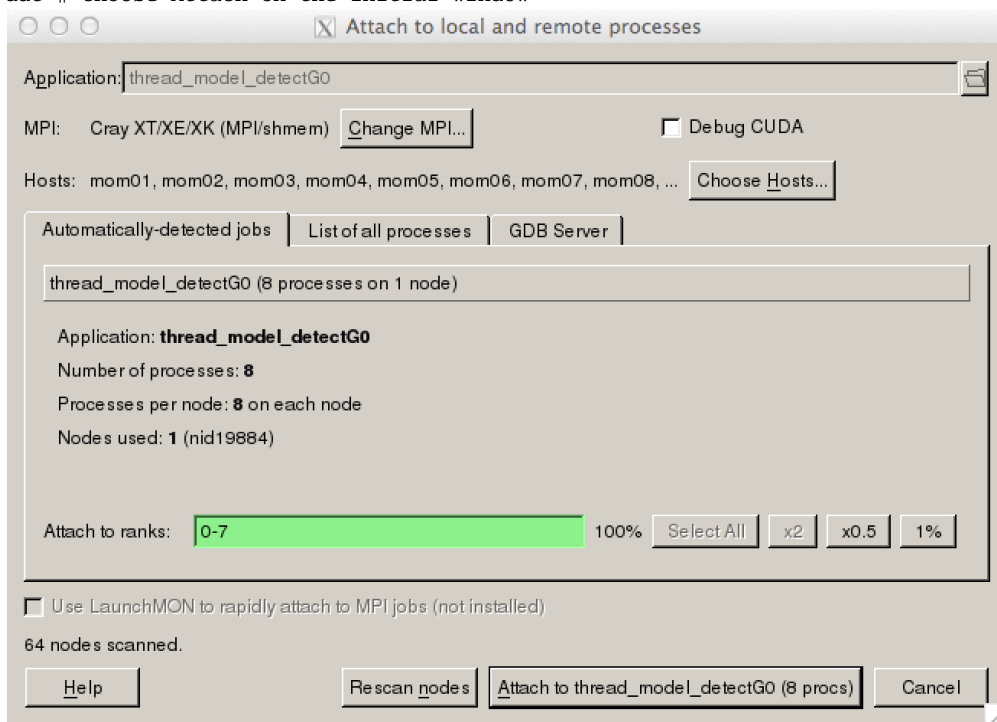 Attach to local and remote processes
Application: thread_model_detectG0
MPI: Cray XT/XE/XK (MPI/shmem) Change MPI... Debug CUDA
Hosts: mom01, mom02, mom03, mom04, mom05, mom06, mom07, mom08, ... Choose Hosts...
Automatically-detected jobs List of all processes GDB Server
thread_model_detectG0 (8 processes on 1 node)
Application: thread_model_detectG0
Number of processes: 8
Processes per node: 8 on each node
Nodes used: 1 (nid19884)
Attach to ranks: 0-7 100% Select All x2 x0.5 1%
Use LaunchMON to rapidly attach to MPI jobs (not installed)
64 nodes scanned.
Help Rescan nodes Attach to thread_model_detectG0 (8 procs) Cancel